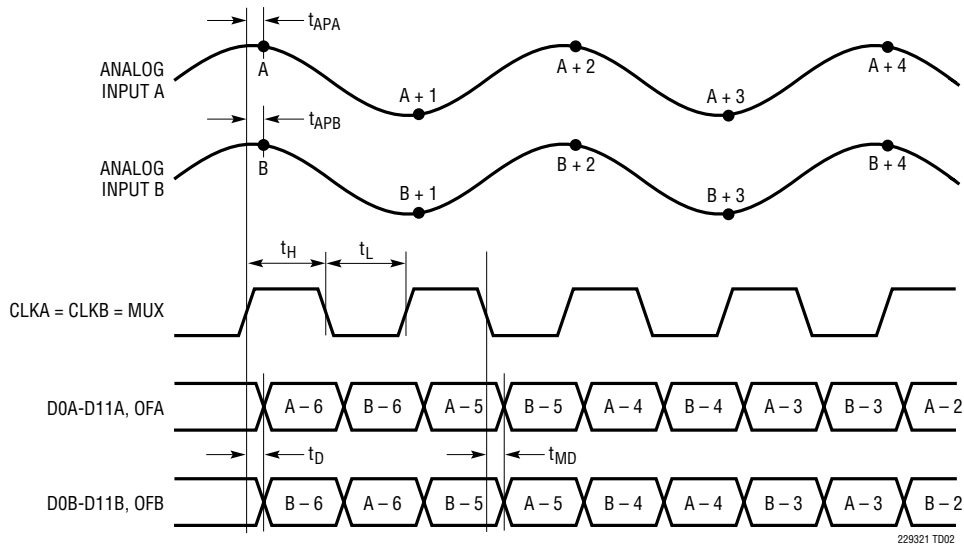 tAPA
ANALOG
INPUT A
A
A + 1
A + 2
A + 3
A + 4
tAPB
ANALOG
INPUT B
B
B + 1
B + 2
B + 3
B + 4
tH
tL
CLKA = CLKB = MUX
D0A-D11A, OFA
A – 6
B – 6
A – 5
B – 5
A – 4
B – 4
A – 3
B – 3
A – 2
tD
tMD
D0B-D11B, OFB
B – 6
A – 6
B – 5
A – 5
B – 4
A – 4
B – 3
A – 3
B – 2
229321 TD02